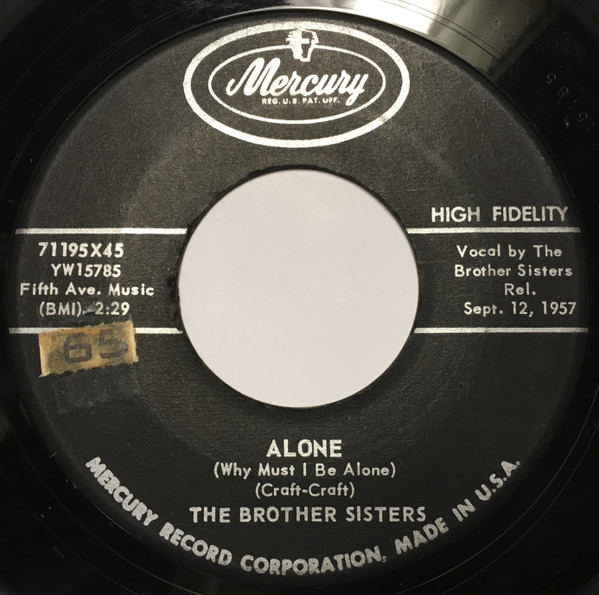 Mercury
REG. U.S. PAT. OFF.
HIGH FIDELITY
71195X45
YW15785
Fifth Ave. Music
(BMI) 2:29
Vocal by The
Brother Sisters
Rel.
Sept. 12, 1957
65
ALONE
(Why Must I Be Alone)
(Craft-Craft)
THE BROTHER SISTERS
MERCURY RECORD CORPORATION, MADE IN U.S.A.